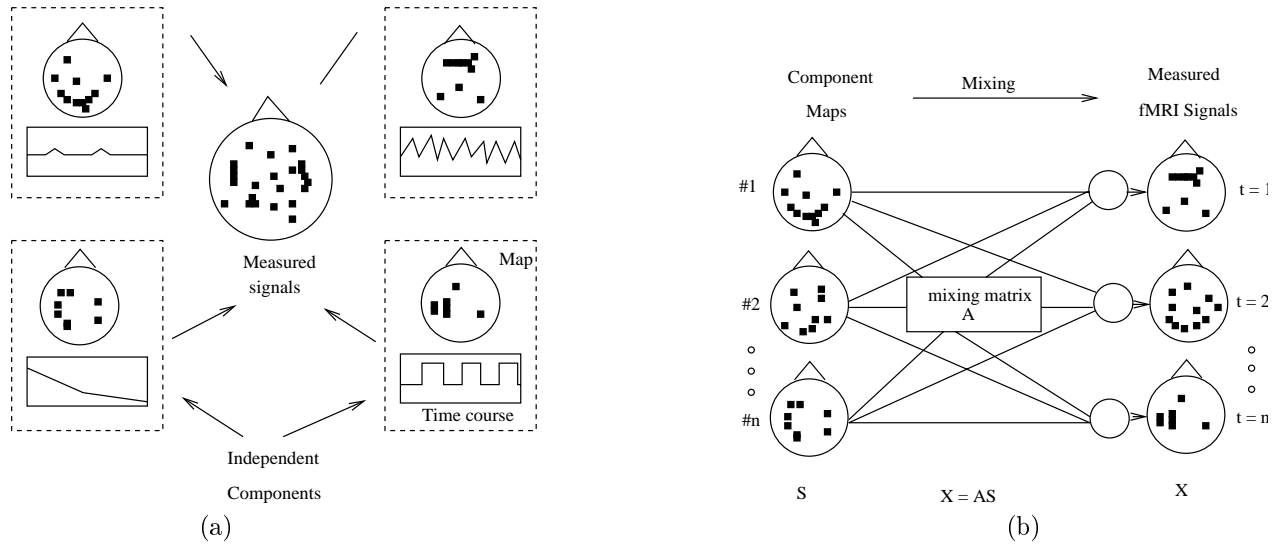 Map
Measured
signals
Time course
Independent
Components
(a)
Component
Maps
Mixing
Measured
fMRI Signals
#1
t = 1
#2
mixing matrix
A
t = 2
#n
t = n
S
X = AS
X
(b)